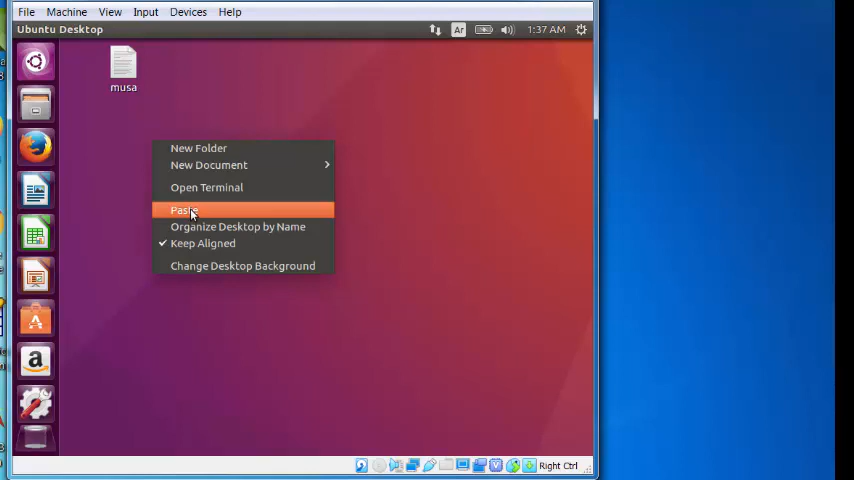 File Machine View Input Devices Help
Ubuntu Desktop Ar 1:37 AM
musa
New Folder
New Document
Open Terminal
Paste
Organize Desktop by Name
Keep Aligned
Change Desktop Background
Right Ctrl